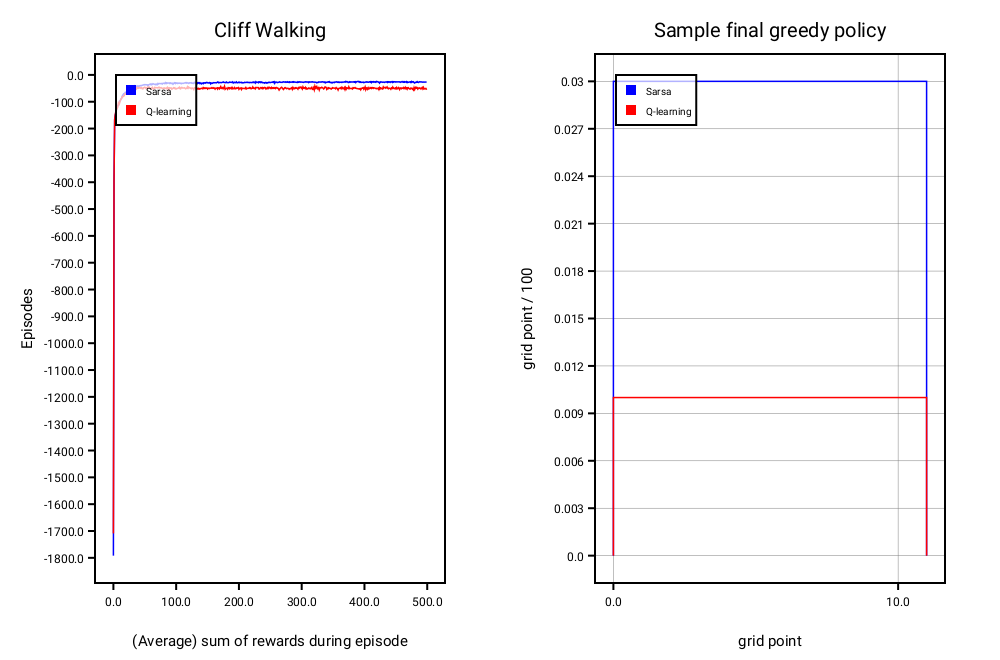 Cliff Walking
0.0
-100.0
-200.0
-300.0
-400.0
-500.0
-600.0
-700.0
-800.0
-900.0
-1000.0
-1100.0
-1200.0
-1300.0
-1400.0
-1500.0
-1600.0
-1700.0
-1800.0
Episodes
Sarsa
Q-learning
0.0 100.0 200.0 300.0 400.0 500.0
(Average) sum of rewards during episode
Sample final greedy policy
0.03
0.027
0.024
0.021
0.018
0.015
0.012
0.009
0.006
0.003
0.0
grid point / 100
Sarsa
Q-learning
0.0 10.0
grid point